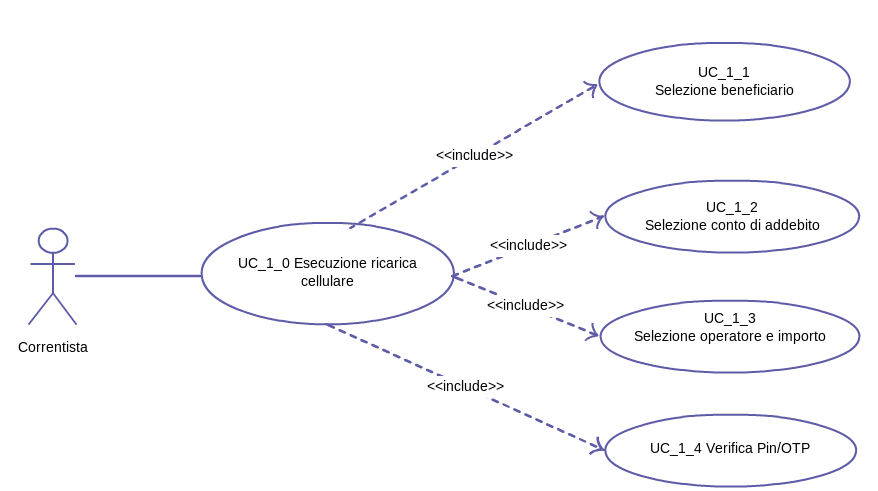 UC_1_1
Selezione beneficiario
<<include>>
UC_1_2
Selezione conto di addebito
<<include>>
UC_1_0 Esecuzione ricarica
cellulare
<<include>>
UC_1_3
Selezione operatore e importo
Correntista
<<include>>
UC_1_4 Verifica Pin/OTP